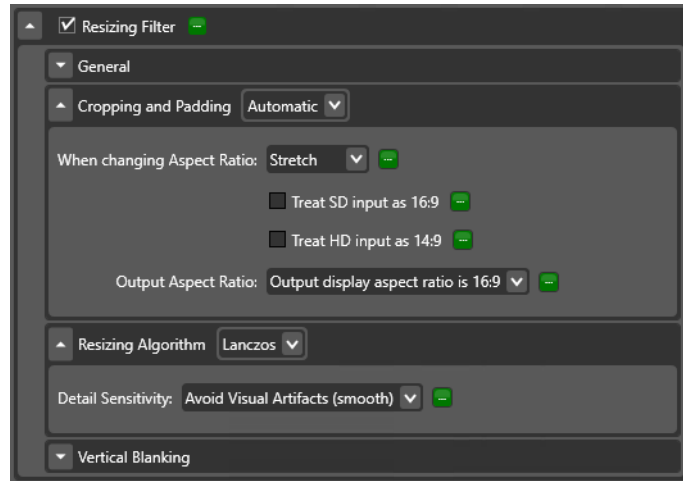 Resizing Filter
General
Cropping and Padding Automatic
When changing Aspect Ratio: Stretch
Treat SD input as 16:9
Treat HD input as 14:9
Output Aspect Ratio: Output display aspect ratio is 16:9
Resizing Algorithm Lanczos
Detail Sensitivity: Avoid Visual Artifacts (smooth)
Vertical Blanking